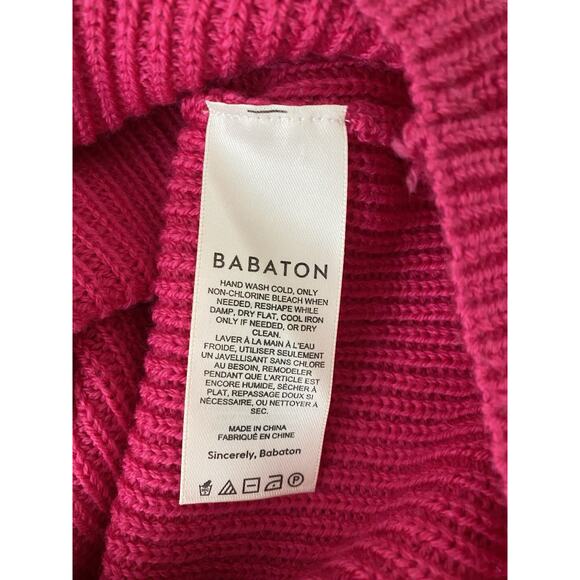 BABATON
HAND WASH COLD, ONLY
NON-CHLORINE BLEACH WHEN
NEEDED, RESHAPE WHILE
DAMP, DRY FLAT, COOL IRON
ONLY IF NEEDED, OR DRY
CLEAN.
LAVER À LA MAIN À L'EAU
FROIDE, UTILISER SEULEMENT
UN JAVELLISANT SANS CHLORE
AU BESOIN, REMODELER
PENDANT QUE L'ARTICLE EST
ENCORE HUMIDE, SÉCHER À
PLAT, REPASSAGE DOUX SI
NÉCESSAIRE, OU NETTOYER À
SEC.
MADE IN CHINA
FABRIQUÉ EN CHINE
Sincerely, Babaton
P